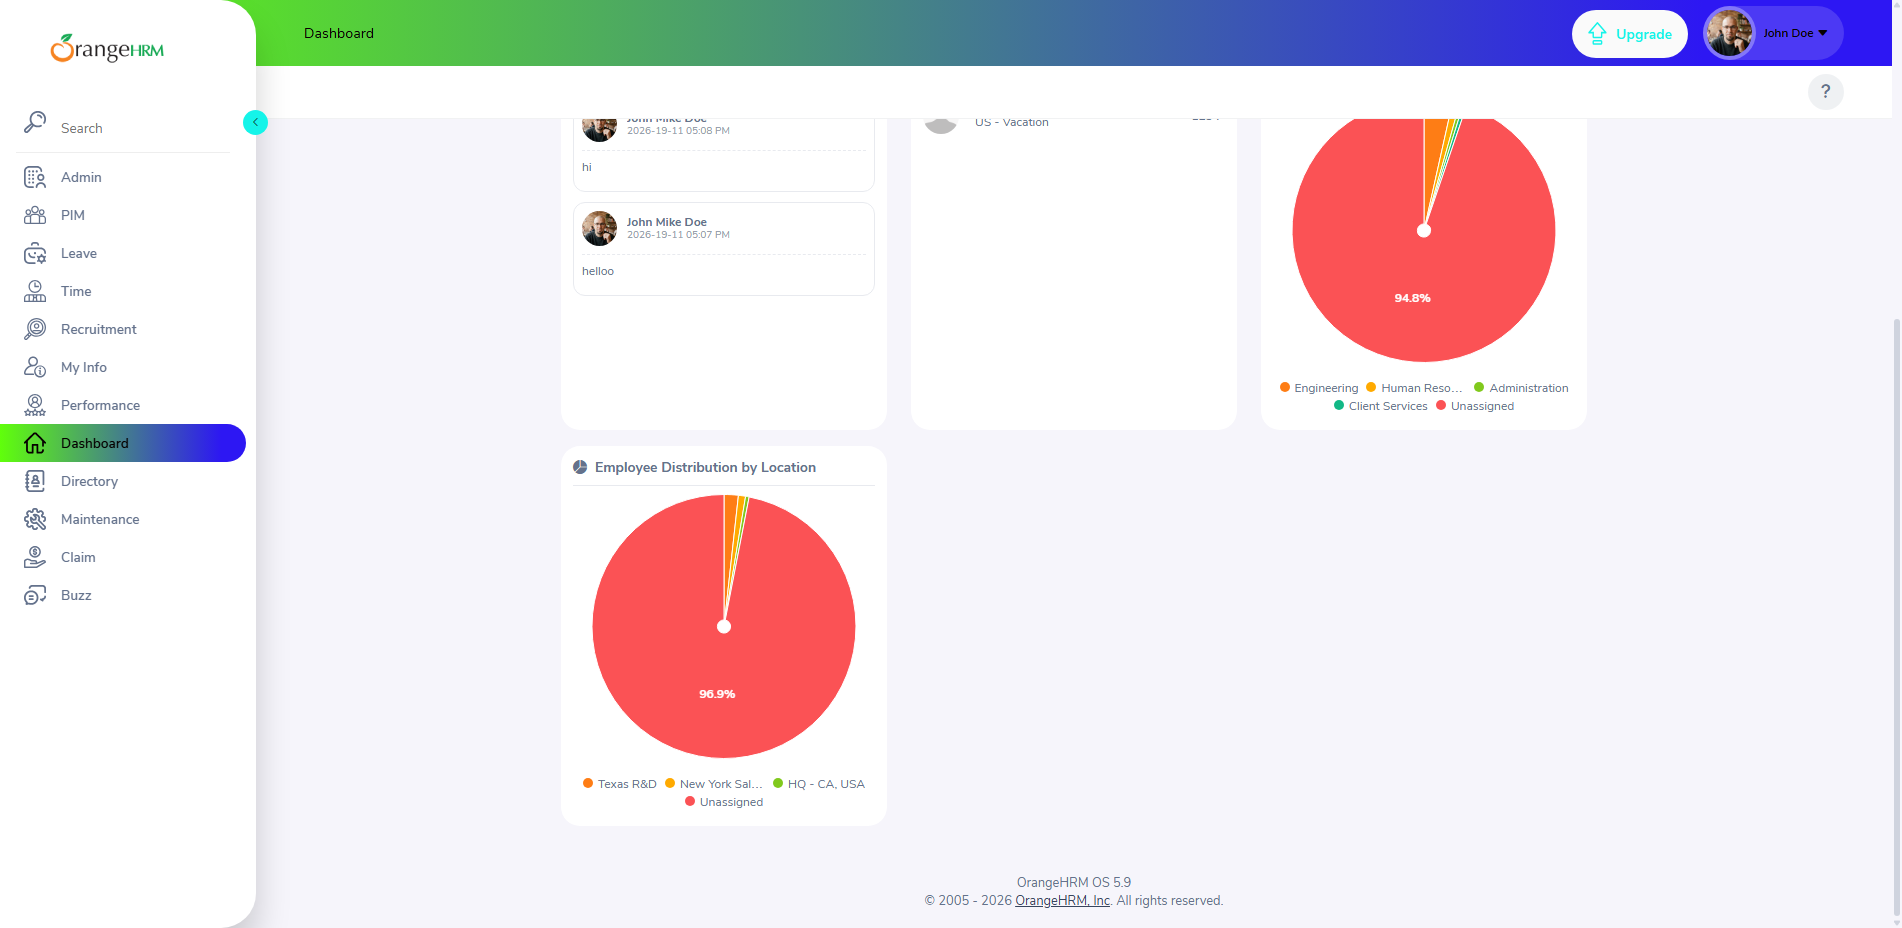 OrangeHRM
Dashboard
Upgrade
John Doe
?
Search
Admin
PIM
Leave
Time
Recruitment
My Info
Performance
Dashboard
Directory
Maintenance
Claim
Buzz
John Mike Doe
2026-19-11 05:08 PM
hi
John Mike Doe
2026-19-11 05:07 PM
helloo
US - Vacation
94.8%
Engineering Human Reso... Administration
Client Services Unassigned
Employee Distribution by Location
96.9%
Texas R&D New York Sal... HQ - CA, USA
Unassigned
OrangeHRM OS 5.9
© 2005 - 2026 OrangeHRM, Inc. All rights reserved.